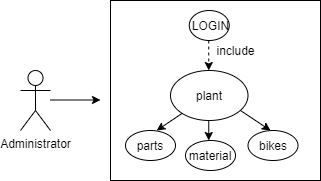 LOGIN
include
plant
Administrator
parts
material
bikes